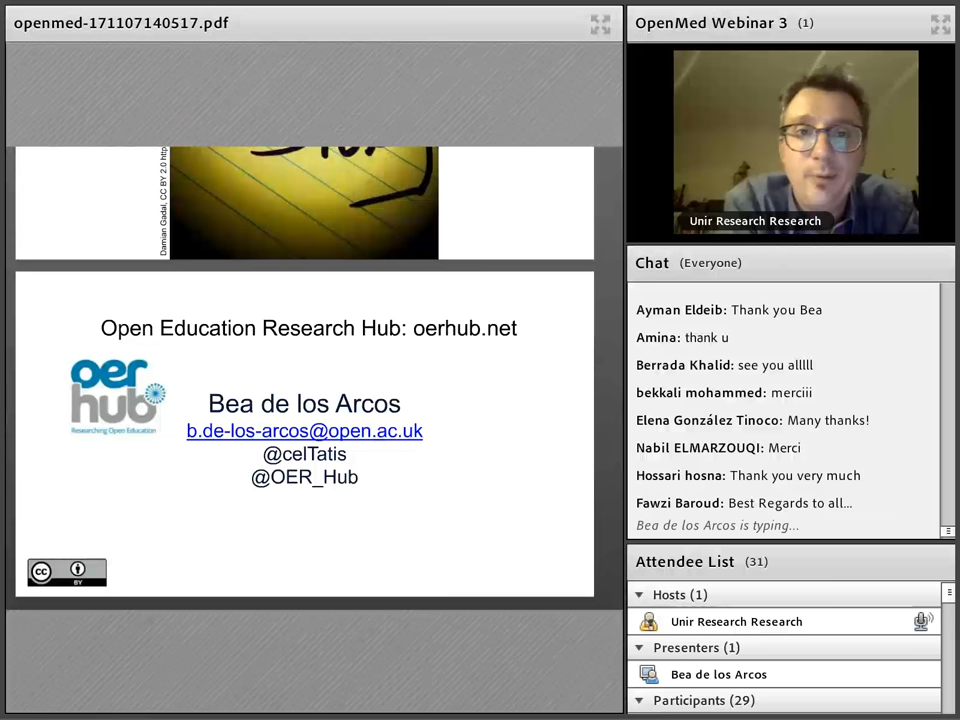 openmed-171107140517.pdf
Damian Gadal, CC BY 2.0 http
Open Education Research Hub: oerhub.net
oer
hub
Researching Open Education
Bea de los Arcos
b.de-los-arcos@open.ac.uk
@celTatis
@OER_Hub
cc
BY
OpenMed Webinar 3 (1)
Unir Research Research
Chat (Everyone)
Ayman Eldeib: Thank you Bea
Amina: thank u
Berrada Khalid: see you alllll
bekkali mohammed: merciii
Elena González Tinoco: Many thanks!
Nabil ELMARZOUQI: Merci
Hossari hosna: Thank you very much
Fawzi Baroud: Best Regards to all...
Bea de los Arcos is typing...
Attendee List (31)
Hosts (1)
Unir Research Research
Presenters (1)
Bea de los Arcos
Participants (29)